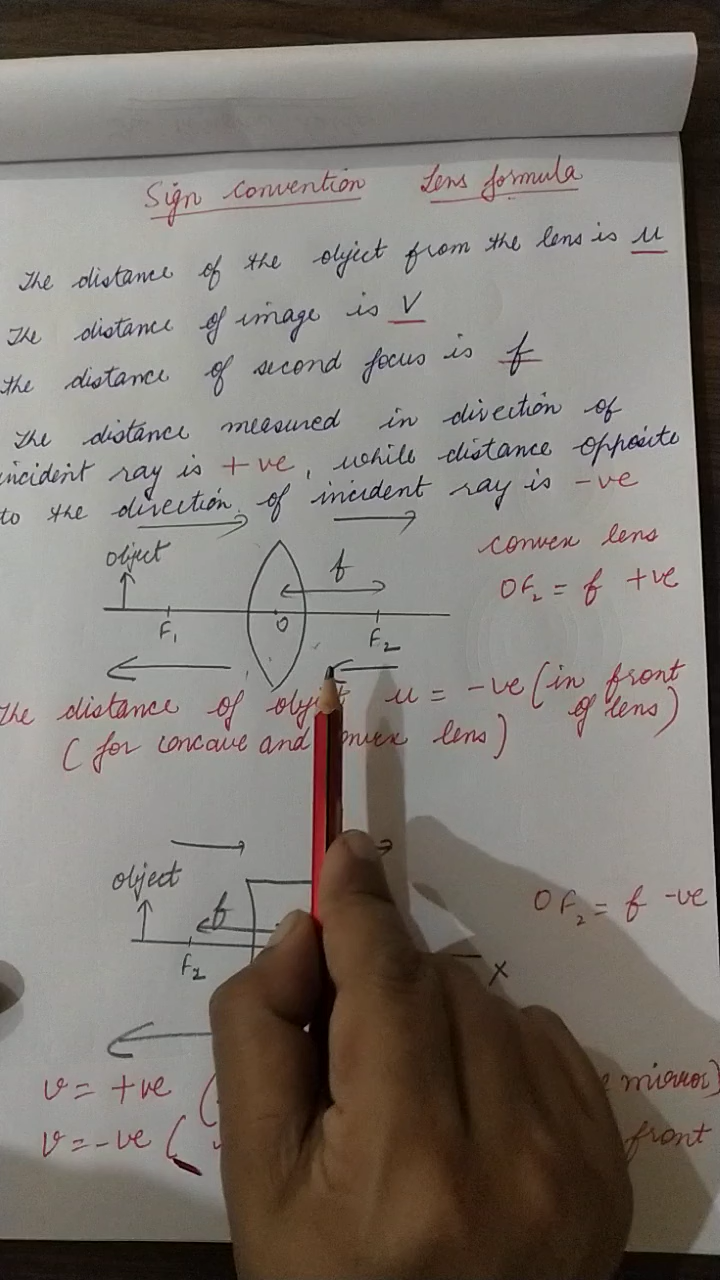 Sign convention Lens formula
The distance of the object from the lens is u
The distance of image is V
the distance of second focus is f
The distance measured in direction of
incident ray is +ve, while distance opposite
to the direction of incident ray is -ve
object
f
convex lens
OF2 = f +ve
F1
O
F2
The distance of obje u = -ve (in front
of lens)
(for concave and onvex lens)
object
f
OF2 = f -ve
F2
X
v = +ve ( mirror)
v = -ve ( front